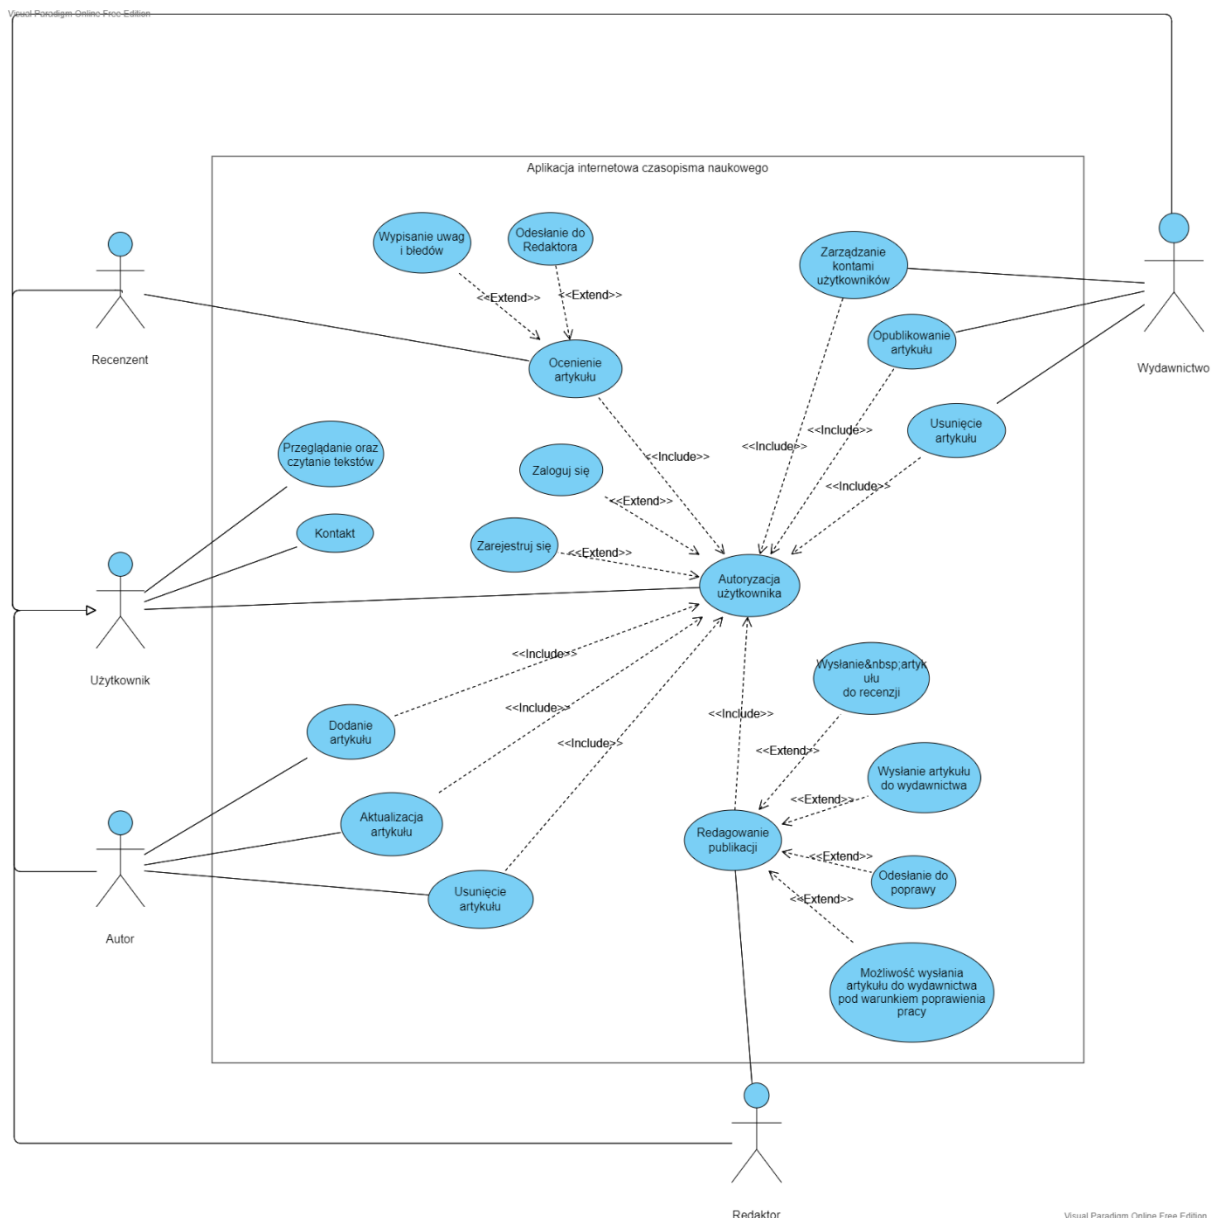 Visual Paradigm Online Free Edition
Aplikacja internetowa czasopisma naukowego
Wypisanie uwag
i błedów
Odesłanie do
Redaktora
Zarządzanie
kontami
użytkowników
<<Extend>>
<<Extend>>
Recenzent
Ocenienie
artykułu
Opublikowanie
artykułu
Wydawnictwo
Usunięcie
artykułu
Przeglądanie oraz
czytanie tekstów
Zaloguj się
<<Include>>
<<Include>>
<<Include>>
<<Include>>
<<Extend>>
Kontakt
Zarejestruj się
<<Extend>>
Autoryzacja
użytkownika
Użytkownik
<<Include>>
<<Include>>
<<Include>>
<<Include>>
Wysłanie&nbsp;artyk
ułu
do recenzji
Dodanie
artykułu
<<Extend>>
Wysłanie artykułu
do wydawnictwa
<<Extend>>
Aktualizacja
artykułu
Redagowanie
publikacji
<<Extend>>
Odesłanie do
poprawy
Usunięcie
artykułu
<<Extend>>
Autor
Możliwość wysłania
artykułu do wydawnictwa
pod warunkiem poprawienia
pracy
Redaktor
Visual Paradigm Online Free Edition